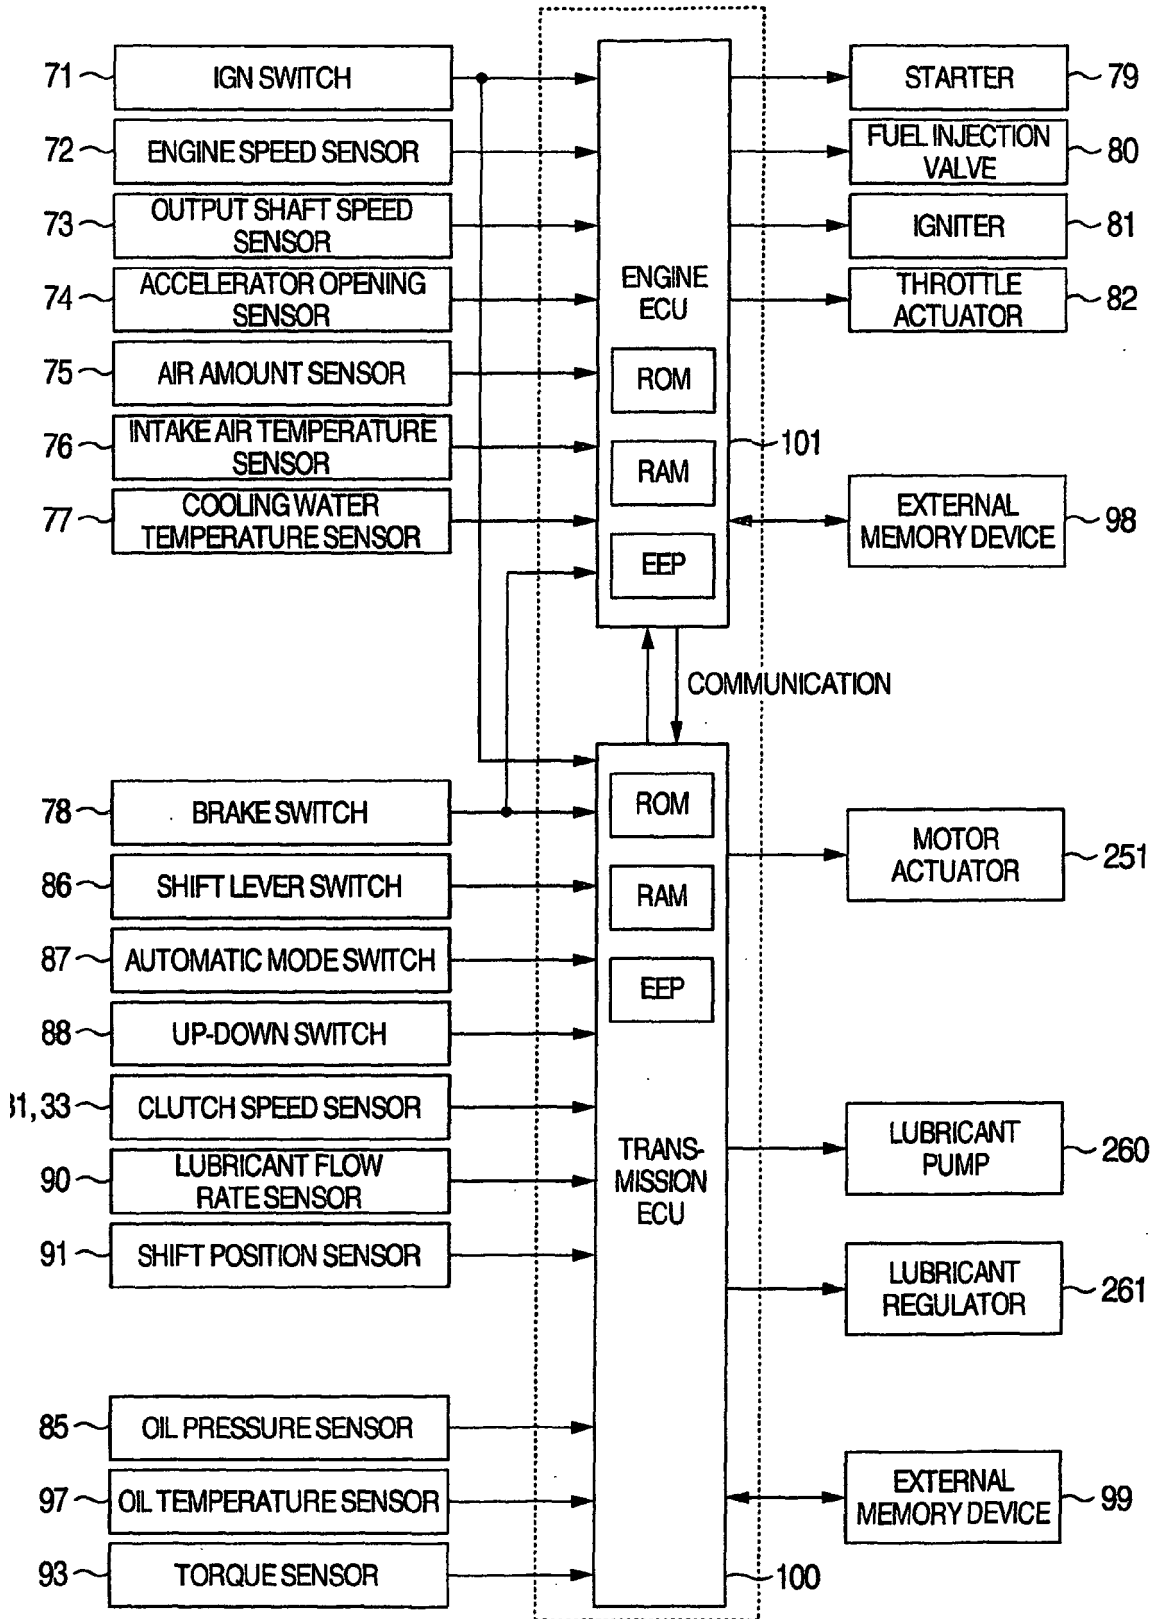 71
IGN SWITCH
72
ENGINE SPEED SENSOR
73
OUTPUT SHAFT SPEED
SENSOR
74
ACCELERATOR OPENING
SENSOR
75
AIR AMOUNT SENSOR
76
INTAKE AIR TEMPERATURE
SENSOR
77
COOLING WATER
TEMPERATURE SENSOR
ENGINE
ECU
ROM
RAM
EEP
101
STARTER
79
FUEL INJECTION
VALVE
80
IGNITER
81
THROTTLE
ACTUATOR
82
EXTERNAL
MEMORY DEVICE
98
COMMUNICATION
78
BRAKE SWITCH
86
SHIFT LEVER SWITCH
87
AUTOMATIC MODE SWITCH
88
UP-DOWN SWITCH
31, 33
CLUTCH SPEED SENSOR
90
LUBRICANT FLOW
RATE SENSOR
91
SHIFT POSITION SENSOR
85
OIL PRESSURE SENSOR
97
OIL TEMPERATURE SENSOR
93
TORQUE SENSOR
ROM
RAM
EEP
TRANS-
MISSION
ECU
100
MOTOR
ACTUATOR
251
LUBRICANT
PUMP
260
LUBRICANT
REGULATOR
261
EXTERNAL
MEMORY DEVICE
99